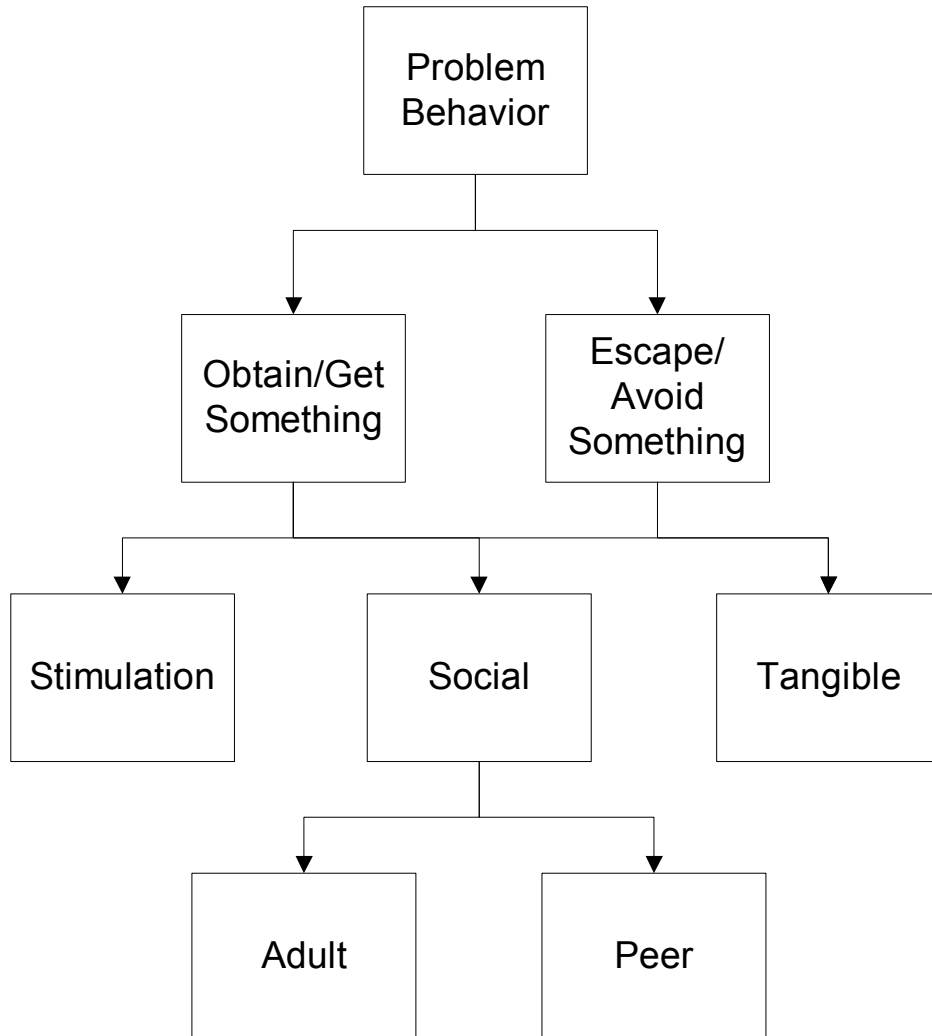 Problem
Behavior
Obtain/Get
Something
Escape/
Avoid
Something
Stimulation
Social
Tangible
Adult
Peer